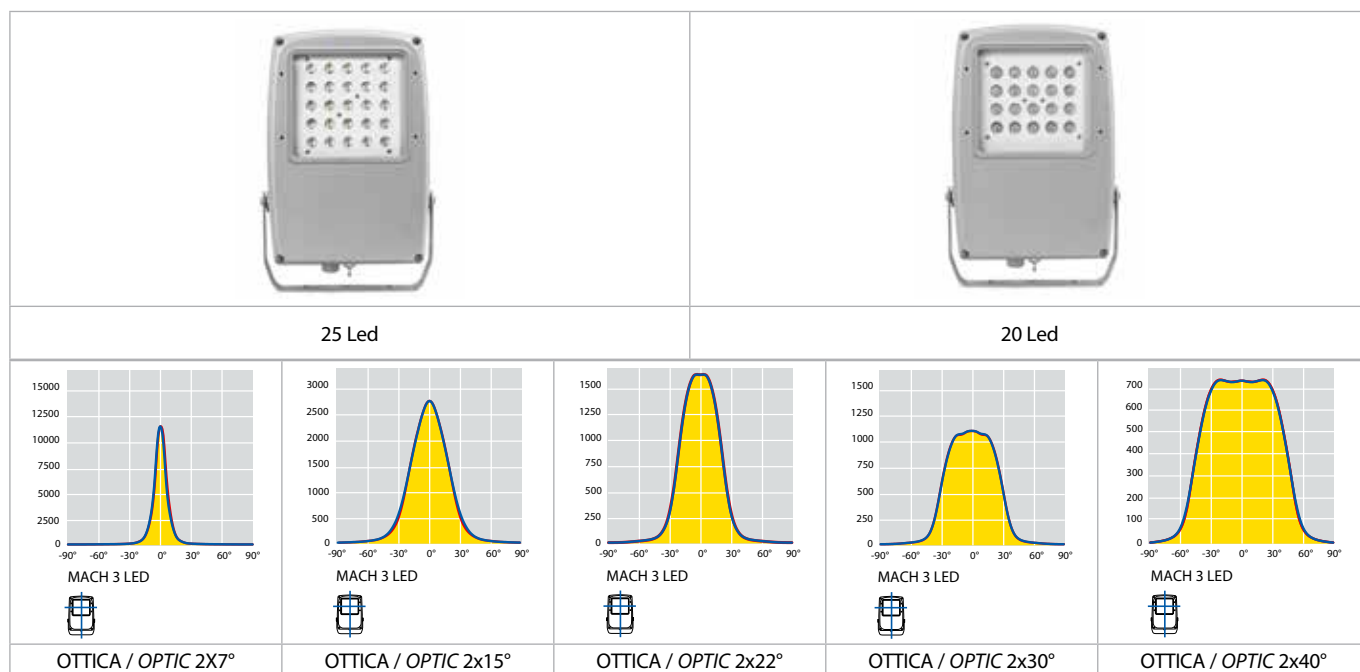 25 Led
20 Led
15000
12500
10000
7500
5000
2500
0
-90° -60° -30° 0° 30° 60° 90°
MACH 3 LED
OTTICA / OPTIC 2X7°
3000
2500
2000
1500
1000
500
0
-90° -60° -30° 0° 30° 60° 90°
MACH 3 LED
OTTICA / OPTIC 2x15°
1500
1250
1000
750
500
250
0
-90° -60° -30° 0° 30° 60° 90°
MACH 3 LED
OTTICA / OPTIC 2x22°
1500
1250
1000
750
500
250
0
-90° -60° -30° 0° 30° 60° 90°
MACH 3 LED
OTTICA / OPTIC 2x30°
700
600
500
400
300
200
100
0
-90° -60° -30° 0° 30° 60° 90°
MACH 3 LED
OTTICA / OPTIC 2x40°